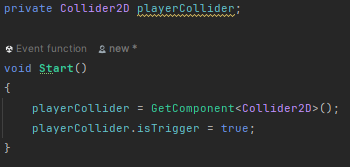 private Collider2D playerCollider;
Event function new *
void Start()
{
playerCollider = GetComponent<Collider2D>();
playerCollider.isTrigger = true;
}